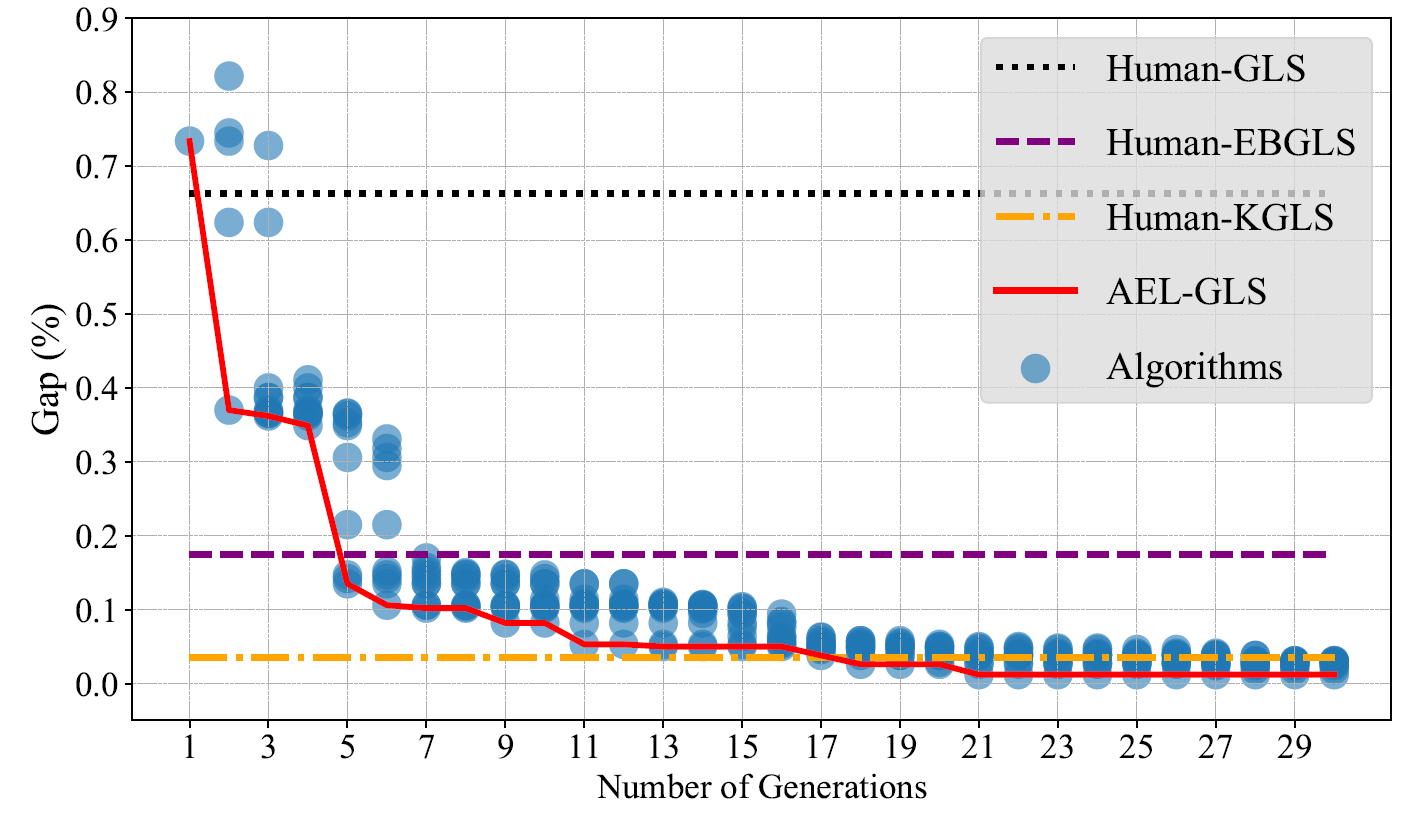 0.9
0.8
0.7
0.6
0.5
0.4
0.3
0.2
0.1
0.0
Gap (%)
Human-GLS
Human-EBGLS
Human-KGLS
AEL-GLS
Algorithms
1 3 5 7 9 11 13 15 17 19 21 23 25 27 29
Number of Generations